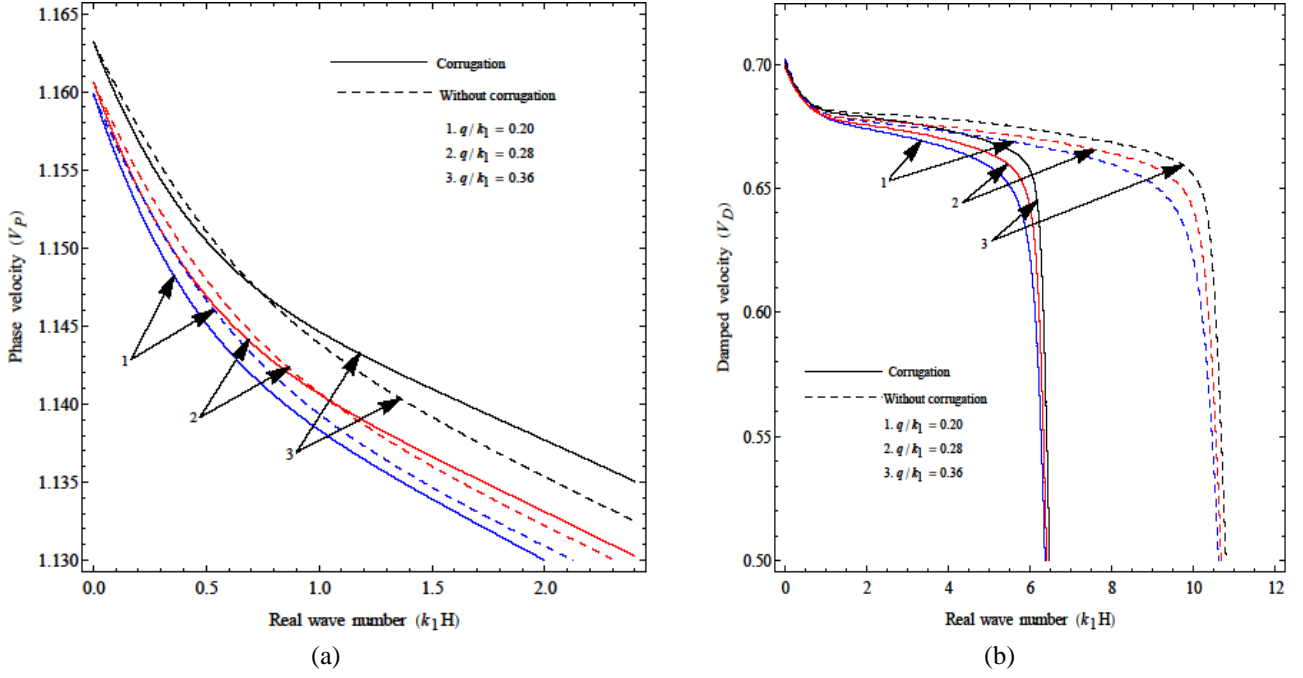 1.165
1.160
1.155
1.150
1.145
1.140
1.135
1.130
Phase velocity (V_P)
Corrugation
Without corrugation
1. q/k₁ = 0.20
2. q/k₁ = 0.28
3. q/k₁ = 0.36
1
2
3
0.0 0.5 1.0 1.5 2.0
Real wave number (k₁H)
(a)
0.70
0.65
0.60
0.55
0.50
Damped velocity (V_D)
1
2
3
Corrugation
Without corrugation
1. q/k₁ = 0.20
2. q/k₁ = 0.28
3. q/k₁ = 0.36
0 2 4 6 8 10 12
Real wave number (k₁H)
(b)